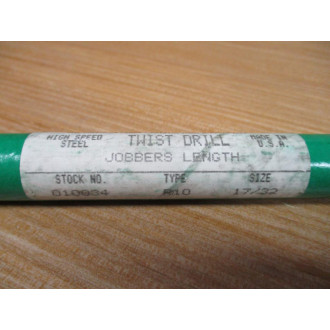 HIGH SPEED STEEL TWIST DRILL MADE IN U.S.A.
JOBBERS LENGTH
STOCK NO. TYPE SIZE
010834 R10 17/32